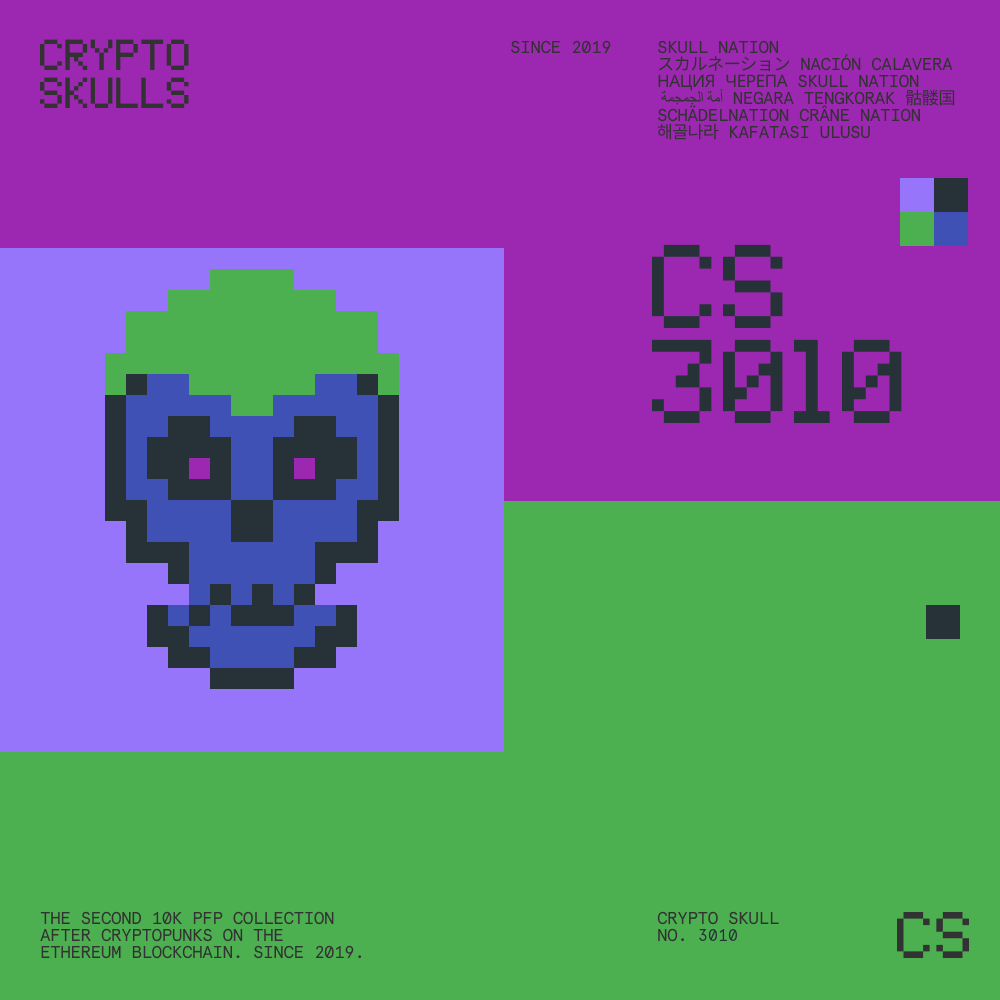 CRYPTO
SKULLS
SINCE 2019
SKULL NATION
スカルネーション NACIÓN CALAVERA
НАЦИЯ ЧЕРЕПА SKULL NATION
أمة الجمجمة NEGARA TENGKORAK 骷髅国
SCHÄDELNATION CRÂNE NATION
해골나라 KAFATASI ULUSU
CS
3010
THE SECOND 10K PFP COLLECTION
AFTER CRYPTOPUNKS ON THE
ETHEREUM BLOCKCHAIN. SINCE 2019.
CRYPTO SKULL
NO. 3010
CS